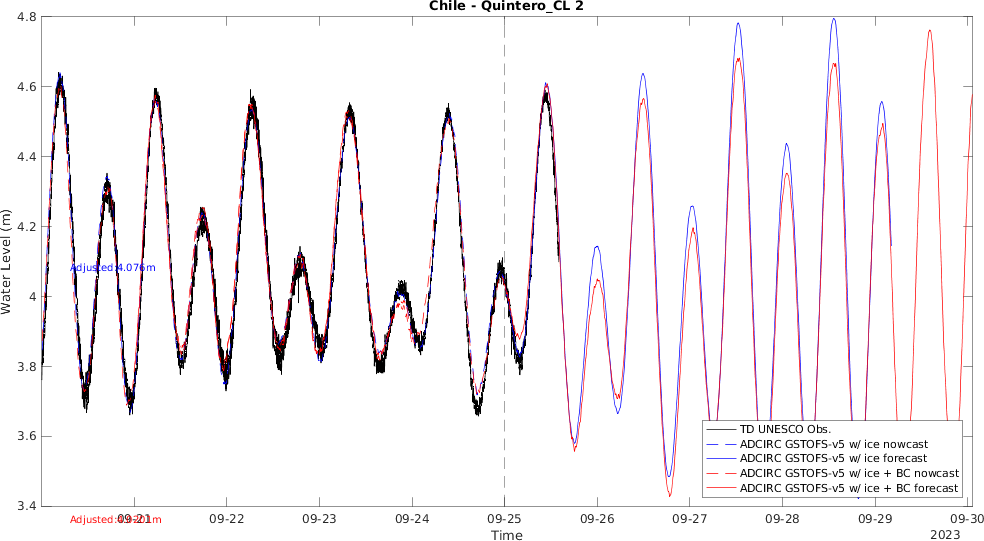 Chile - Quintero_CL 2
4.8
4.6
4.4
4.2
4
3.8
3.6
3.4
Water Level (m)
Adjusted:4.076m
TD UNESCO Obs.
ADCIRC GSTOFS-v5 w/ ice nowcast
ADCIRC GSTOFS-v5 w/ ice forecast
ADCIRC GSTOFS-v5 w/ ice + BC nowcast
ADCIRC GSTOFS-v5 w/ ice + BC forecast
09-21 09-22 09-23 09-24 09-25 09-26 09-27 09-28 09-29 09-30
Time
2023